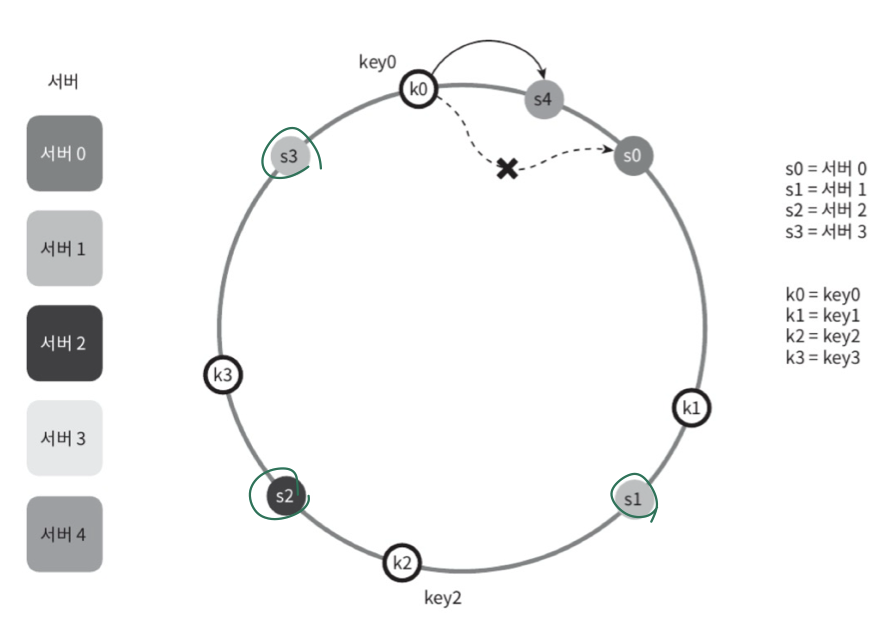 서버
서버 0
서버 1
서버 2
서버 3
서버 4
key0
k0
s4
s3
s0
k3
k1
s2
s1
k2
key2
s0 = 서버 0
s1 = 서버 1
s2 = 서버 2
s3 = 서버 3
k0 = key0
k1 = key1
k2 = key2
k3 = key3